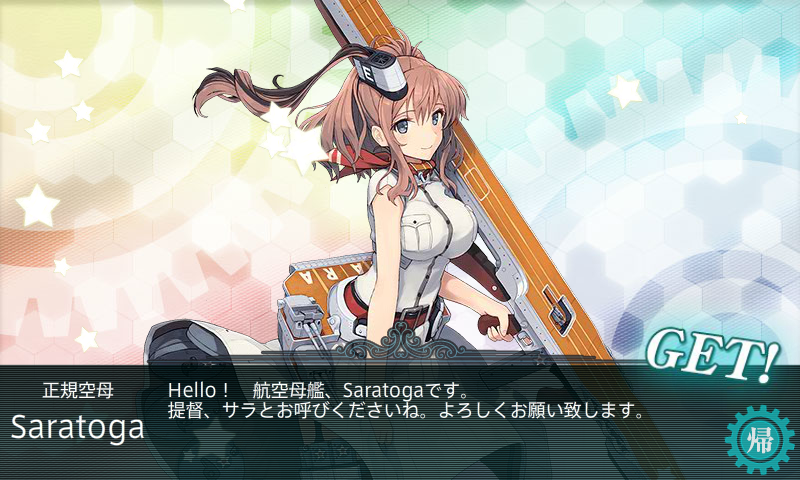 E
ARA
GET!
正規空母
Saratoga
Hello！　航空母艦、Saratogaです。
提督、サラとお呼びくださいね。よろしくお願い致します。
帰